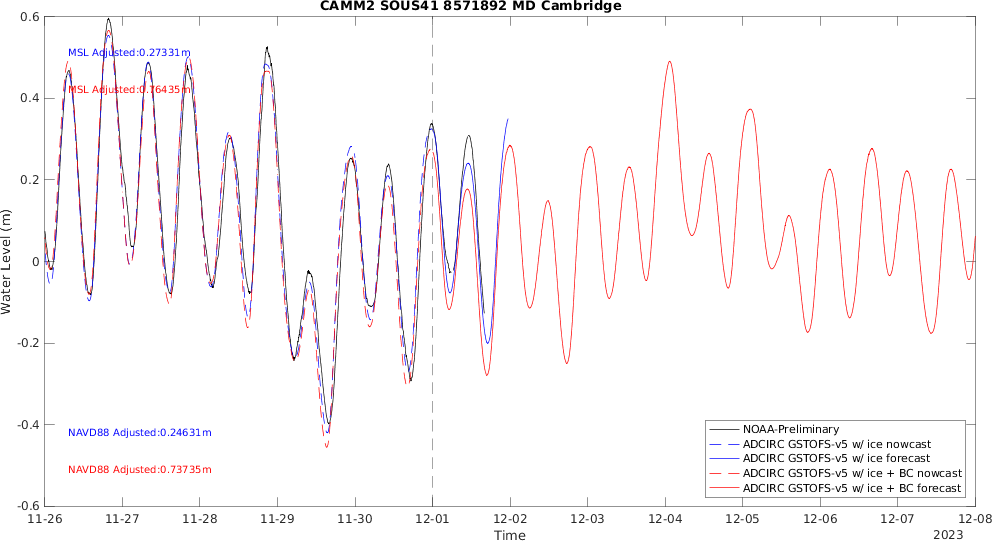 CAMM2 SOUS41 8571892 MD Cambridge
0.6
0.4
0.2
0
-0.2
-0.4
-0.6
Water Level (m)
MSL Adjusted:0.27331m
MSL Adjusted:0.76435m
NAVD88 Adjusted:0.24631m
NAVD88 Adjusted:0.73735m
NOAA-Preliminary
ADCIRC GSTOFS-v5 w/ ice nowcast
ADCIRC GSTOFS-v5 w/ ice forecast
ADCIRC GSTOFS-v5 w/ ice + BC nowcast
ADCIRC GSTOFS-v5 w/ ice + BC forecast
11-26 11-27 11-28 11-29 11-30 12-01 12-02 12-03 12-04 12-05 12-06 12-07 12-08
Time
2023